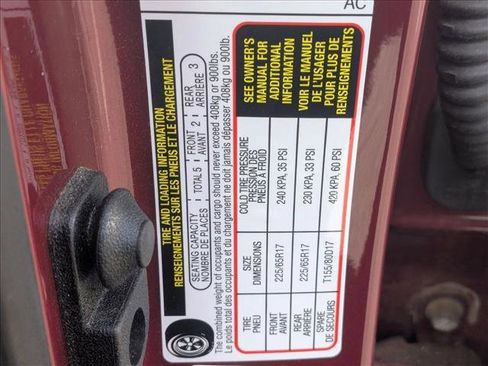 AC
TIRE AND LOADING INFORMATION
RENSEIGNEMENTS SUR LES PNEUS ET LE CHARGEMENT
SEATING CAPACITY
NOMBRE DE PLACES
TOTAL 5
FRONT 2
AVANT
REAR 3
ARRIÈRE
The combined weight of occupants and cargo should never exceed 408kg or 900lbs.
Le poids total des occupants et du chargement ne doit jamais dépasser 408kg ou 900lb.
TIRE SIZE COLD TIRE PRESSURE
PNEU DIMENSIONS PRESSION DES
PNEUS À FROID
FRONT 225/65R17 240 KPA, 35 PSI
AVANT
REAR 225/65R17 230 KPA, 33 PSI
ARRIÈRE
SPARE T155/80D17 420 KPA, 60 PSI
DE SECOURS
SEE OWNER'S
MANUAL FOR
ADDITIONAL
INFORMATION
VOIR LE MANUEL
DE L'USAGER
POUR PLUS DE
RENSEIGNEMENTS